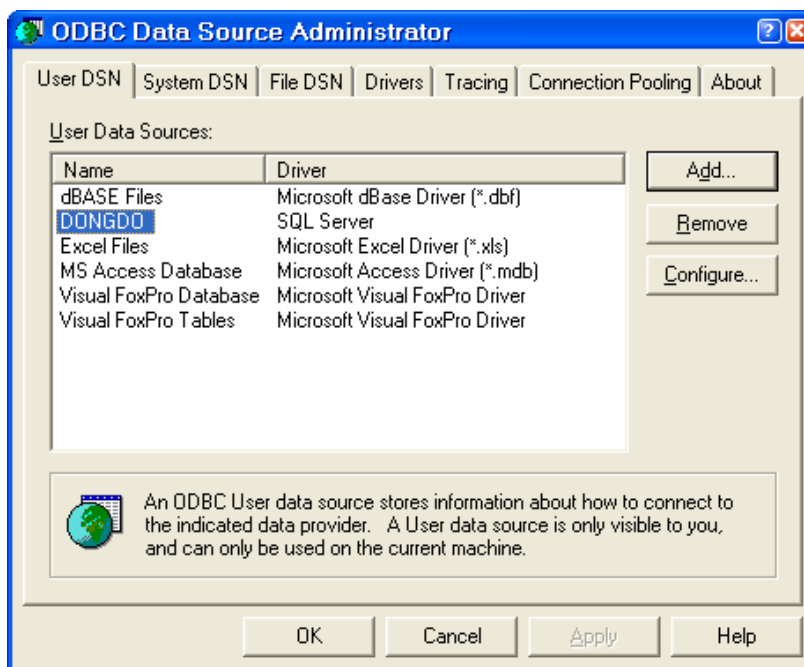 ODBC Data Source Administrator
User DSN System DSN File DSN Drivers Tracing Connection Pooling About
User Data Sources:
Name Driver
dBASE Files Microsoft dBase Driver (*.dbf)
DONGDO SQL Server
Excel Files Microsoft Excel Driver (*.xls)
MS Access Database Microsoft Access Driver (*.mdb)
Visual FoxPro Database Microsoft Visual FoxPro Driver
Visual FoxPro Tables Microsoft Visual FoxPro Driver
Add...
Remove
Configure...
An ODBC User data source stores information about how to connect to
the indicated data provider. A User data source is only visible to you,
and can only be used on the current machine.
OK Cancel Apply Help